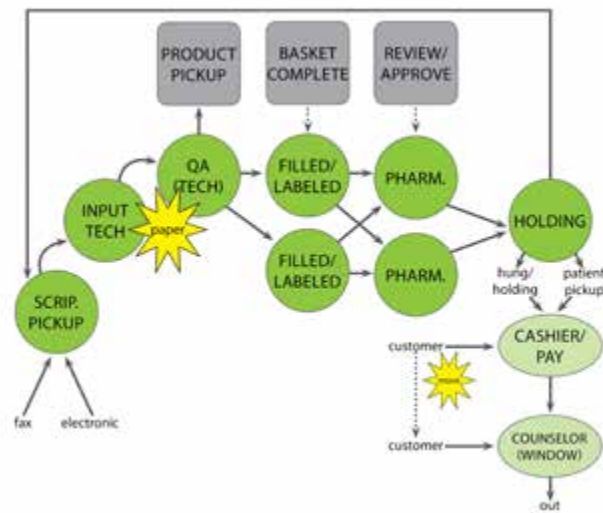 PRODUCT
PICKUP
BASKET
COMPLETE
REVIEW/
APPROVE
QA
(TECH)
FILLED/
LABELED
PHARM.
INPUT
TECH
paper
HOLDING
FILLED/
LABELED
PHARM.
SCRIP.
PICKUP
hung/
holding
patient
pickup
CASHIER/
PAY
customer
fax
electronic
customer
COUNSELOR
(WINDOW)
out